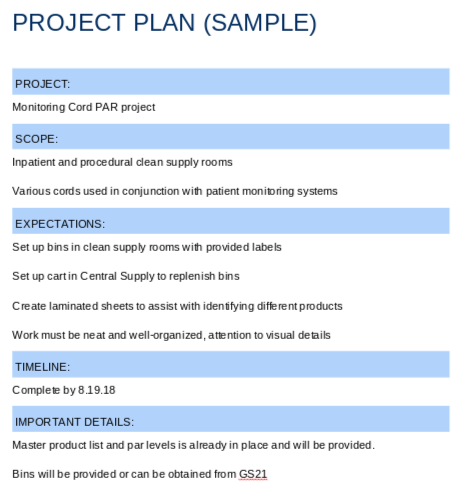 PROJECT PLAN (SAMPLE)
PROJECT:
Monitoring Cord PAR project
SCOPE:
Inpatient and procedural clean supply rooms
Various cords used in conjunction with patient monitoring systems
EXPECTATIONS:
Set up bins in clean supply rooms with provided labels
Set up cart in Central Supply to replenish bins
Create laminated sheets to assist with identifying different products
Work must be neat and well-organized, attention to visual details
TIMELINE:
Complete by 8.19.18
IMPORTANT DETAILS:
Master product list and par levels is already in place and will be provided.
Bins will be provided or can be obtained from GS21